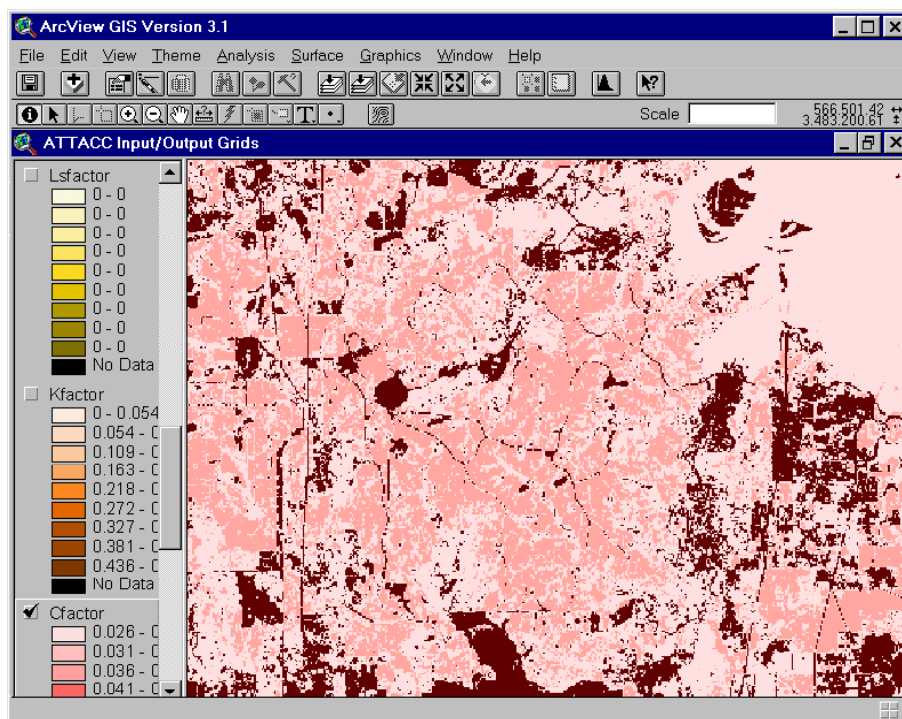 ArcView GIS Version 3.1
File Edit View Theme Analysis Surface Graphics Window Help
T
Scale
566,501.42
3,483,200.61
ATTACC Input/Output Grids
Lsfactor
0 - 0
0 - 0
0 - 0
0 - 0
0 - 0
0 - 0
0 - 0
0 - 0
0 - 0
No Data
Kfactor
0 - 0.054
0.054 - 0
0.109 - 0
0.163 - 0
0.218 - 0
0.272 - 0
0.327 - 0
0.381 - 0
0.436 - 0
No Data
Cfactor
0.026 - 0
0.031 - 0
0.036 - 0
0.041 - 0